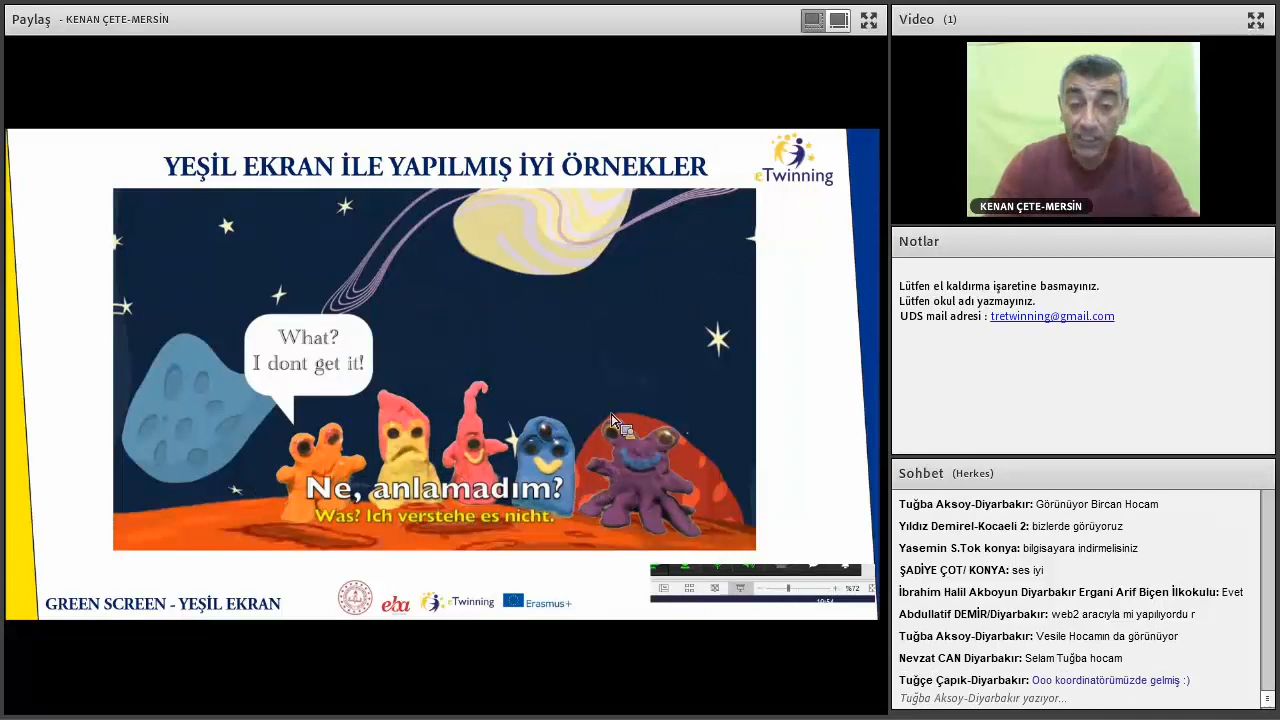 Paylaş - KENAN ÇETE-MERSİN
YEŞİL EKRAN İLE YAPILMIŞ İYİ ÖRNEKLER
eTwinning
What?
I dont get it!
Ne, anlamadım?
Was? Ich verstehe es nicht.
GREEN SCREEN - YEŞİL EKRAN
eba
eTwinning
Erasmus+
%72
Video (1)
KENAN ÇETE-MERSİN
Notlar
Lütfen el kaldırma işaretine basmayınız.
Lütfen okul adı yazmayınız.
UDS mail adresi : tretwinning@gmail.com
Sohbet (Herkes)
Tuğba Aksoy-Diyarbakır: Görünüyor Bircan Hocam
Yıldız Demirel-Kocaeli 2: bizlerde görüyoruz
Yasemin S.Tok konya: bilgisayara indirmelisiniz
ŞADİYE ÇOT/ KONYA: ses iyi
İbrahim Halil Akboyun Diyarbakır Ergani Arif Biçen İlkokulu: Evet
Abdullatif DEMİR/Diyarbakır: web2 aracıyla mi yapılıyordu r
Tuğba Aksoy-Diyarbakır: Vesile Hocamın da görünüyor
Nevzat CAN Diyarbakır: Selam Tuğba hocam
Tuğçe Çapık-Diyarbakır: Ooo koordinatörümüzde gelmiş :)
Tuğba Aksoy-Diyarbakır yazıyor...